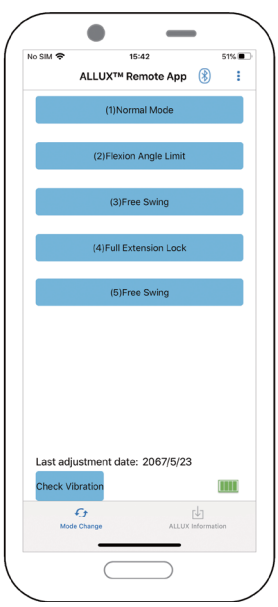 No SIM 15:42 51%
ALLUX™ Remote App
(1)Normal Mode
(2)Flexion Angle Limit
(3)Free Swing
(4)Full Extension Lock
(5)Free Swing
Last adjustment date: 2067/5/23
Check Vibration
Mode Change ALLUX Information